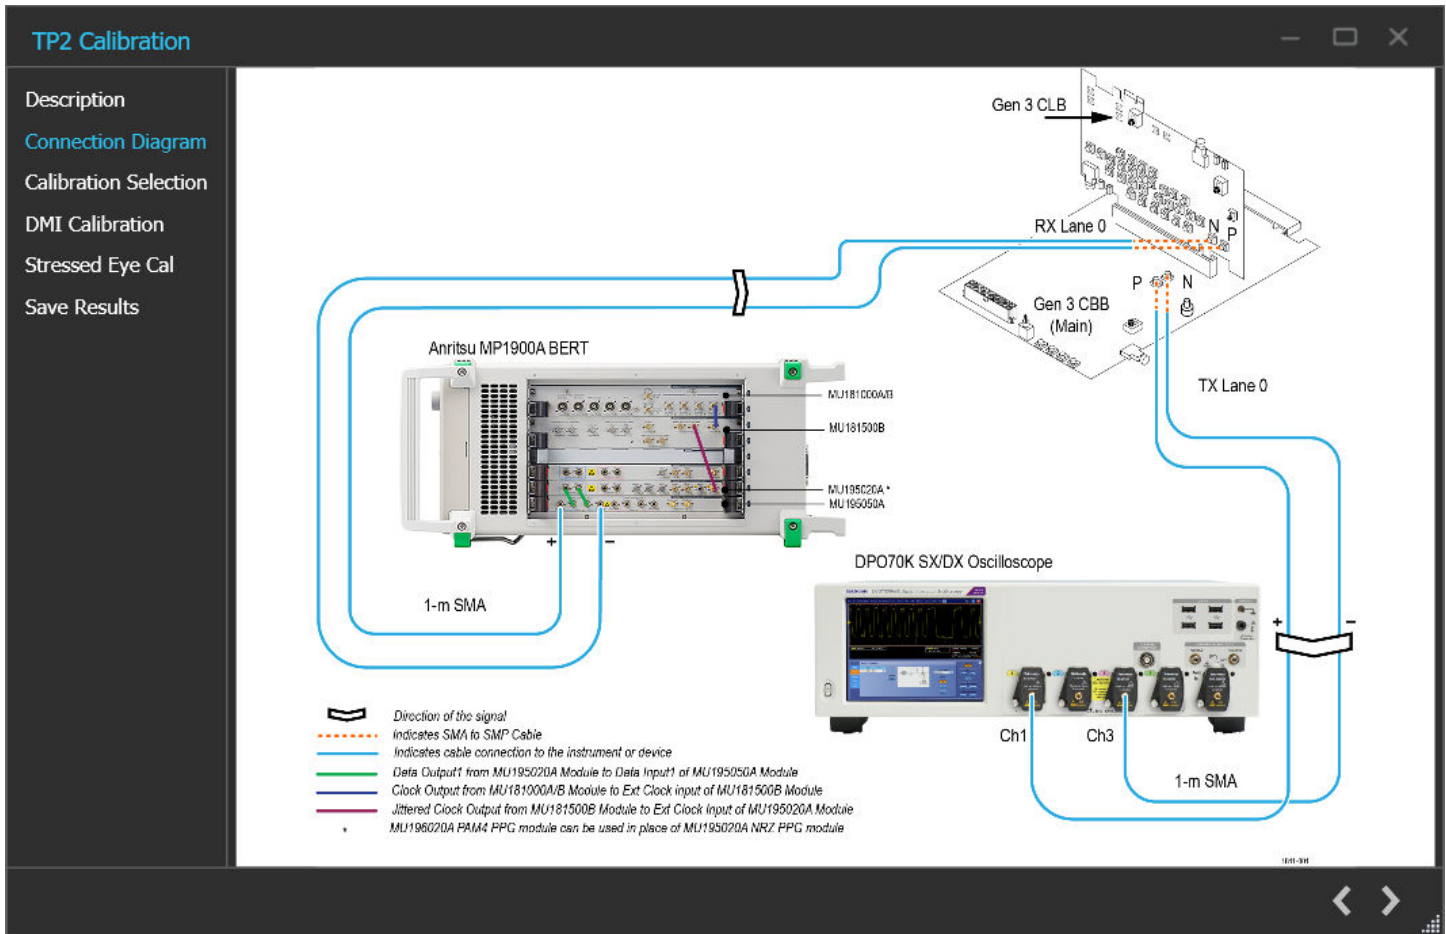 TP2 Calibration
Description
Connection Diagram
Calibration Selection
DMI Calibration
Stressed Eye Cal
Save Results
Gen 3 CLB
RX Lane 0
N
P
P
N
Gen 3 CBB
(Main)
TX Lane 0
Anritsu MP1900A BERT
MU181000A/B
MU181500B
MU195020A *
MU195050A
+
−
1-m SMA
DPO70K SX/DX Oscilloscope
+
−
Ch1
Ch3
1-m SMA
Direction of the signal
Indicates SMA to SMP Cable
Indicates cable connection to the instrument or device
Data Output1 from MU195020A Module to Data Input1 of MU195050A Module
Clock Output from MU181000A/B Module to Ext Clock input of MU181500B Module
Jittered Clock Output from MU181500B Module to Ext Clock Input of MU195020A Module
* MU196020A PAM4 PPG module can be used in place of MU195020A NRZ PPG module